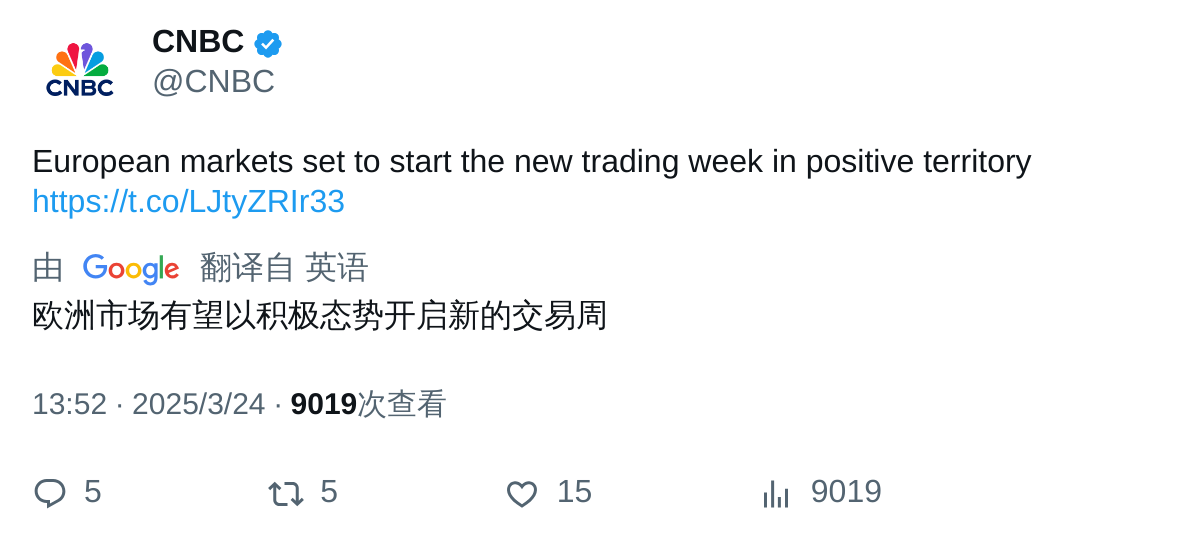 CNBC
CNBC
@CNBC
European markets set to start the new trading week in positive territory
https://t.co/LJtyZRIr33
由 Google 翻译自 英语
欧洲市场有望以积极态势开启新的交易周
13:52 · 2025/3/24 · 9019次查看
5 5 15 9019